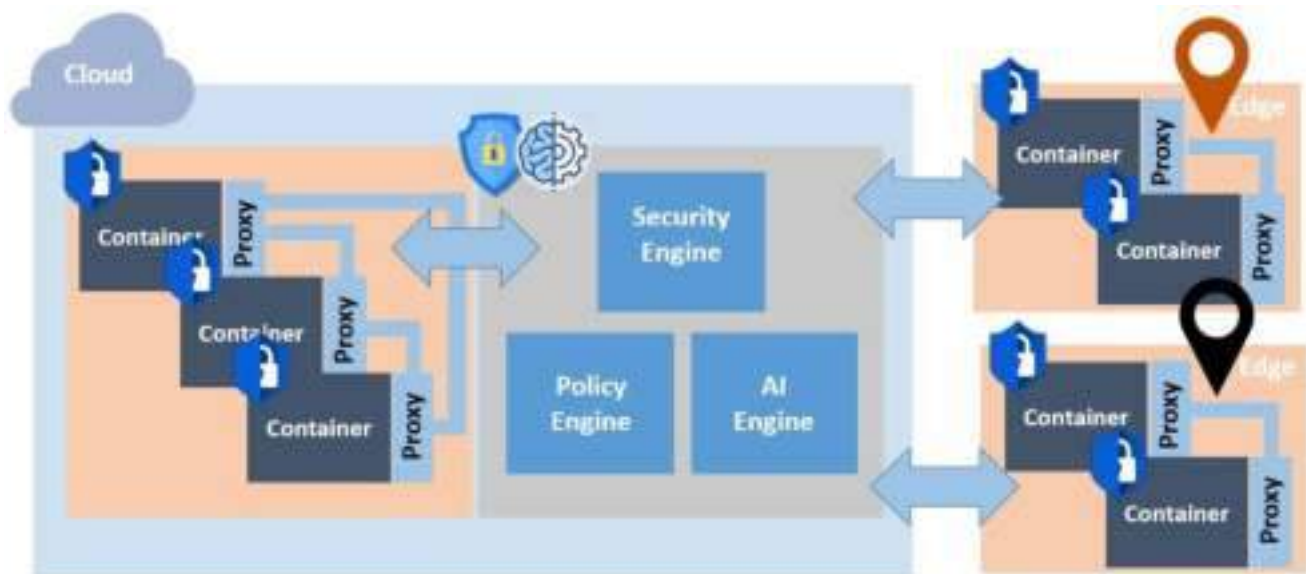 Cloud
Container
Proxy
Container
Proxy
Container
Proxy
Security
Engine
Policy
Engine
AI
Engine
Edge
Container
Proxy
Container
Proxy
Edge
Container
Proxy
Container
Proxy